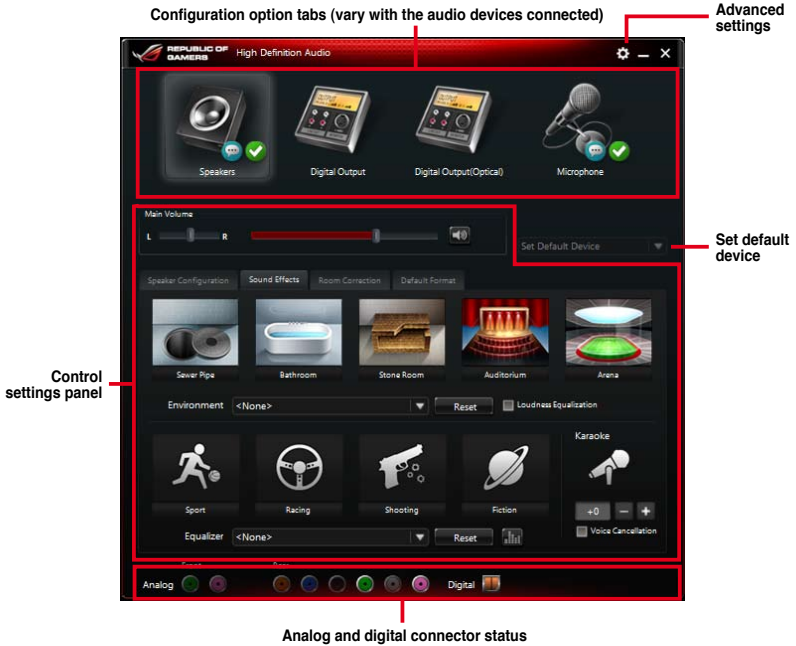 Configuration option tabs (vary with the audio devices connected)
Advanced
settings
REPUBLIC OF
GAMERS
High Definition Audio
Speakers
Digital Output
Digital Output(Optical)
Microphone
Main Volume
L
R
Set Default Device
Set default
device
Speaker Configuration
Sound Effects
Room Correction
Default Format
Sewer Pipe
Bathroom
Stone Room
Auditorium
Arena
Control
settings panel
Environment
<None>
Reset
Loudness Equalization
Karaoke
Sport
Racing
Shooting
Fiction
+0
Equalizer
<None>
Reset
Voice Cancellation
Analog
Digital
Analog and digital connector status